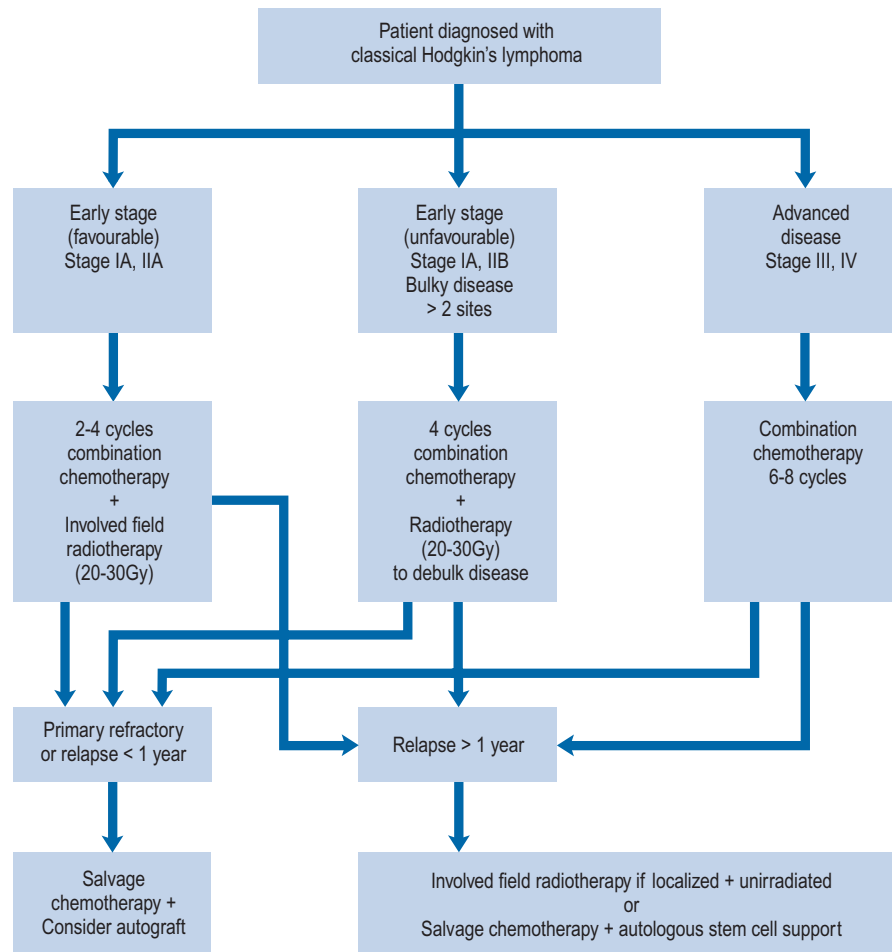 Patient diagnosed with
classical Hodgkin's lymphoma
Early stage
(favourable)
Stage IA, IIA
Early stage
(unfavourable)
Stage IA, IIB
Bulky disease
> 2 sites
Advanced
disease
Stage III, IV
2-4 cycles
combination
chemotherapy
+
Involved field
radiotherapy
(20-30Gy)
4 cycles
combination
chemotherapy
+
Radiotherapy
(20-30Gy)
to debulk disease
Combination
chemotherapy
6-8 cycles
Primary refractory
or relapse < 1 year
Relapse > 1 year
Salvage
chemotherapy +
Consider autograft
Involved field radiotherapy if localized + unirradiated
or
Salvage chemotherapy + autologous stem cell support